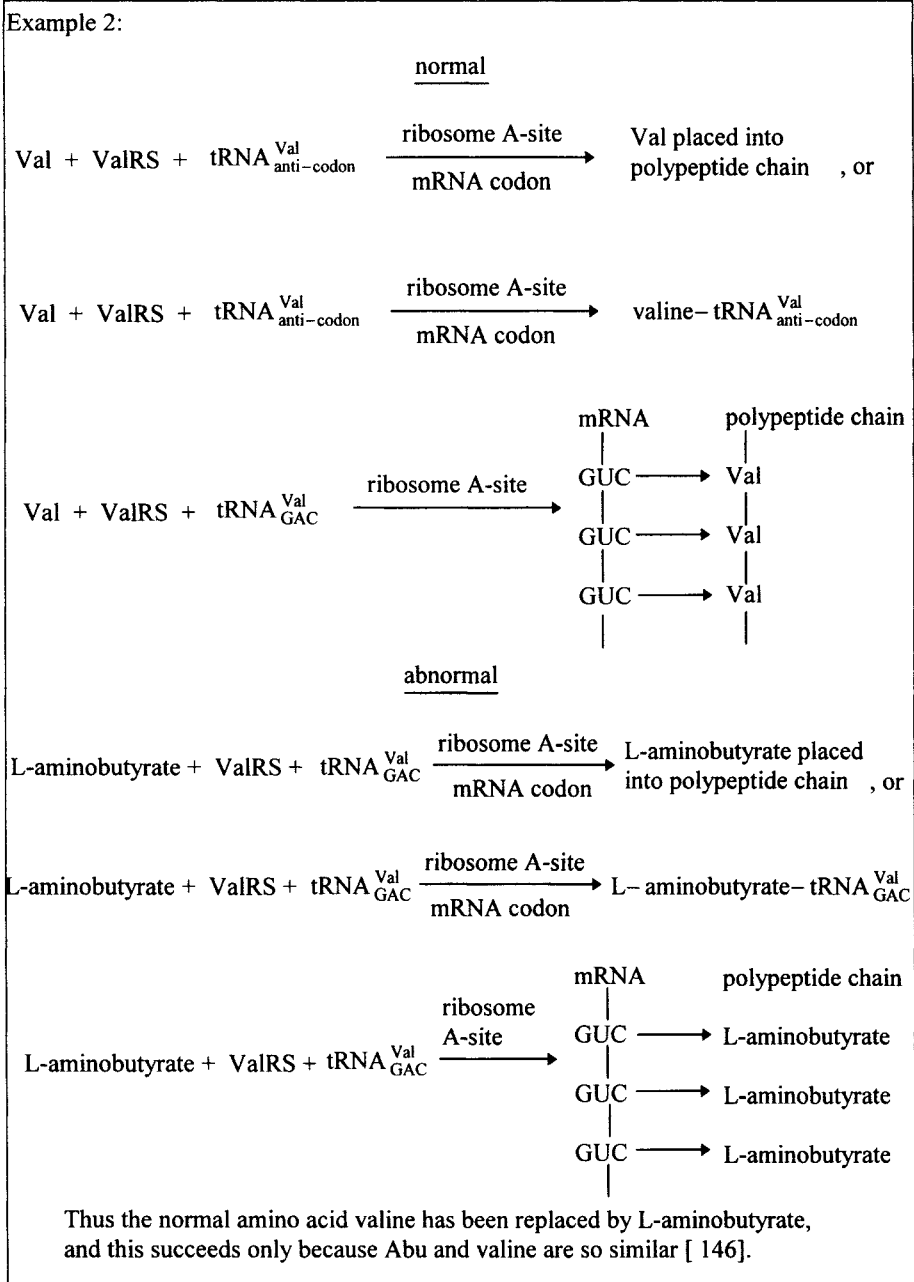 Example 2:
normal
Val + ValRS + tRNA Val anti-codon ribosome A-site mRNA codon Val placed into polypeptide chain , or
Val + ValRS + tRNA Val anti-codon ribosome A-site mRNA codon valine- tRNA Val anti-codon
mRNA polypeptide chain
GUC Val
Val + ValRS + tRNA Val GAC ribosome A-site
GUC Val
GUC Val
abnormal
L-aminobutyrate + ValRS + tRNA Val GAC ribosome A-site mRNA codon L-aminobutyrate placed into polypeptide chain , or
L-aminobutyrate + ValRS + tRNA Val GAC ribosome A-site mRNA codon L- aminobutyrate- tRNA Val GAC
mRNA polypeptide chain
GUC L-aminobutyrate
L-aminobutyrate + ValRS + tRNA Val GAC ribosome A-site
GUC L-aminobutyrate
GUC L-aminobutyrate
Thus the normal amino acid valine has been replaced by L-aminobutyrate,
and this succeeds only because Abu and valine are so similar [ 146].